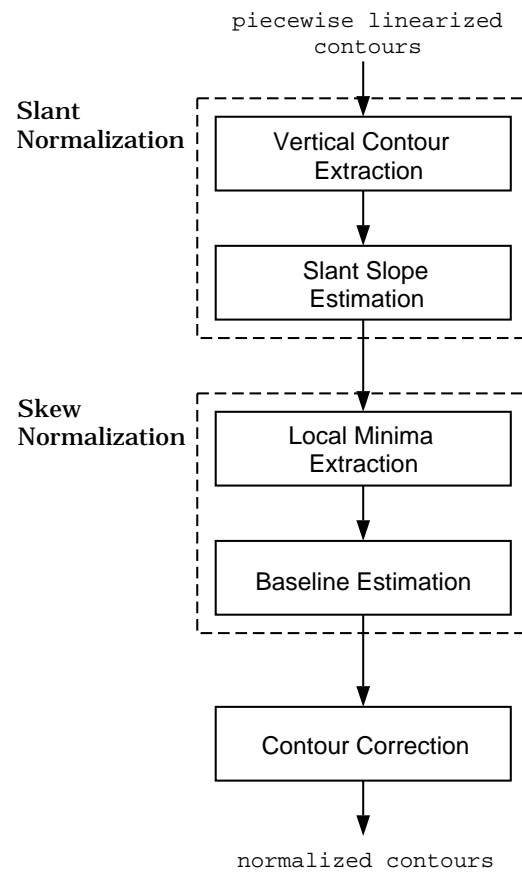 piecewise linearized
contours
Slant
Normalization
Vertical Contour
Extraction
Slant Slope
Estimation
Skew
Normalization
Local Minima
Extraction
Baseline Estimation
Contour Correction
normalized contours